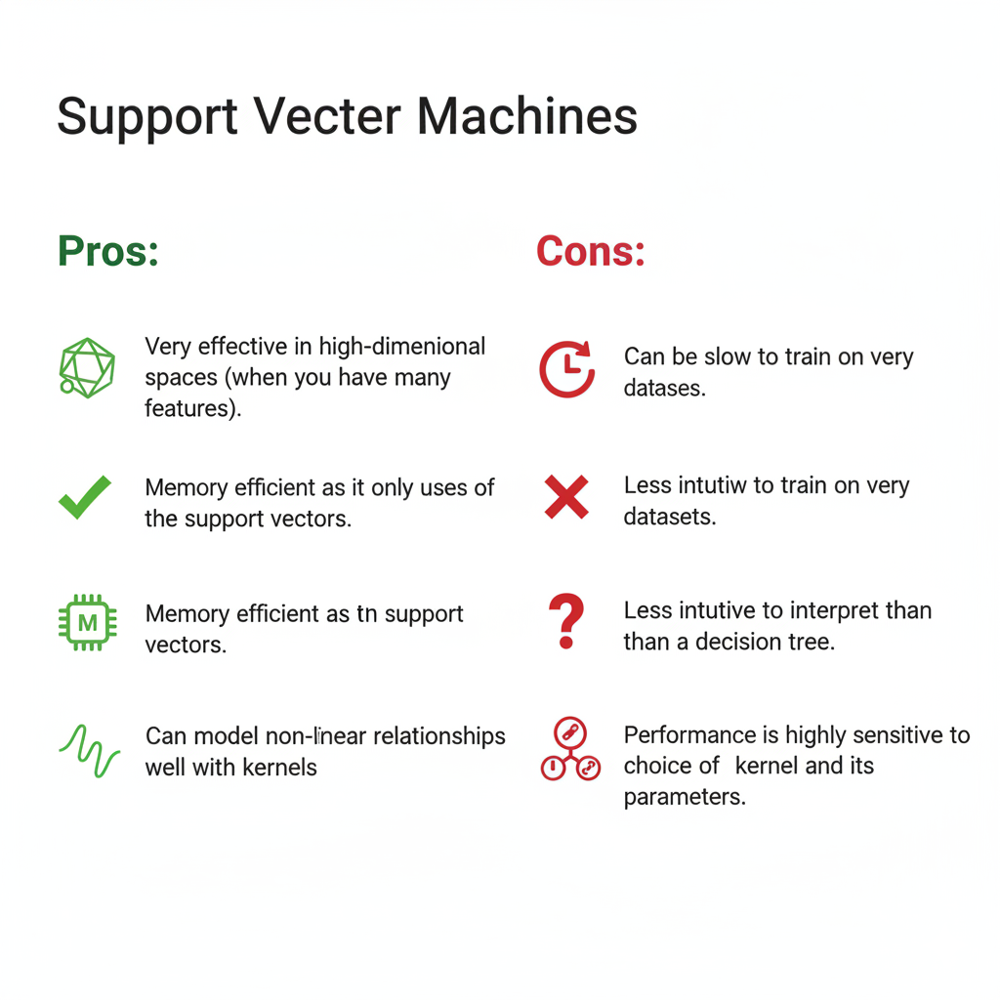 Support Vecter Machines
Pros:
Very effective in high-dimenional
spaces (when you have many
features).
Memory efficient as it only uses of
the support vectors.
M
Memory efficient as tn support
vectors.
Can model non-linear relationships
well with kernels
Cons:
Can be slow to train on very
datases.
Less intutiw to train on very
datasets.
?
Less intutive to interpret than
than a decision tree.
Performance is highly sensitive to
choice of kernel and its
parameters.